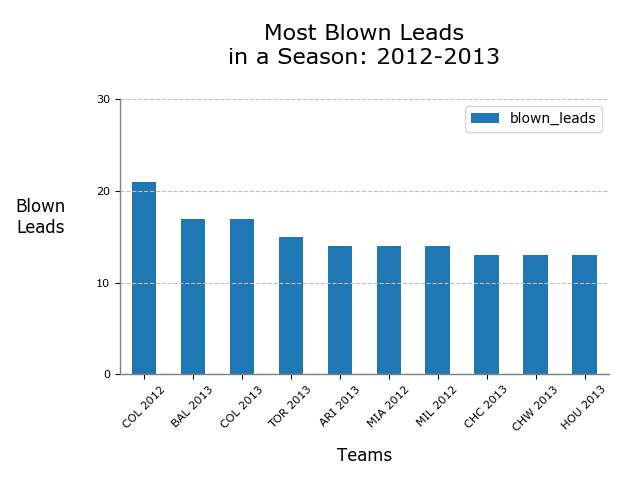 Most Blown Leads
in a Season: 2012-2013
blown_leads
Blown
Leads
30
20
10
0
COL 2012
BAL 2013
COL 2013
TOR 2013
ARI 2013
MIA 2012
MIL 2012
CHC 2013
CHW 2013
HOU 2013
Teams